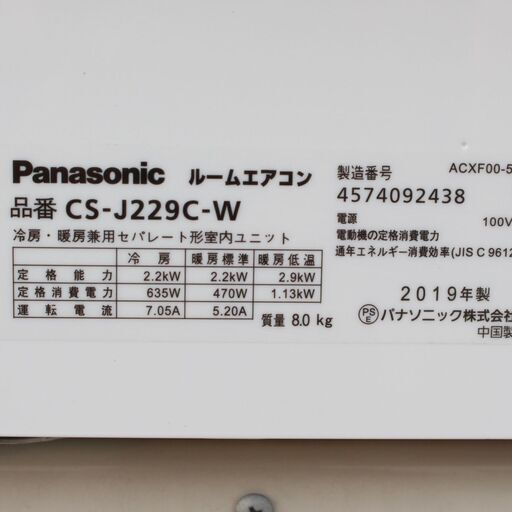 Panasonic ルームエアコン
品番 CS-J229C-W
冷房・暖房兼用セパレート形室内ユニット
冷房 暖房標準 暖房低温
定格能力 2.2kW 2.2kW 2.9kW
定格消費電力 635W 470W 1.13kW
運転電流 7.05A 5.20A
質量 8.0 kg
製造番号 ACXF00-5
4574092438
電源 100V
電動機の定格消費電力
通年エネルギー消費効率(JIS C 9612
2019年製
PS E パナソニック株式会社
中国製